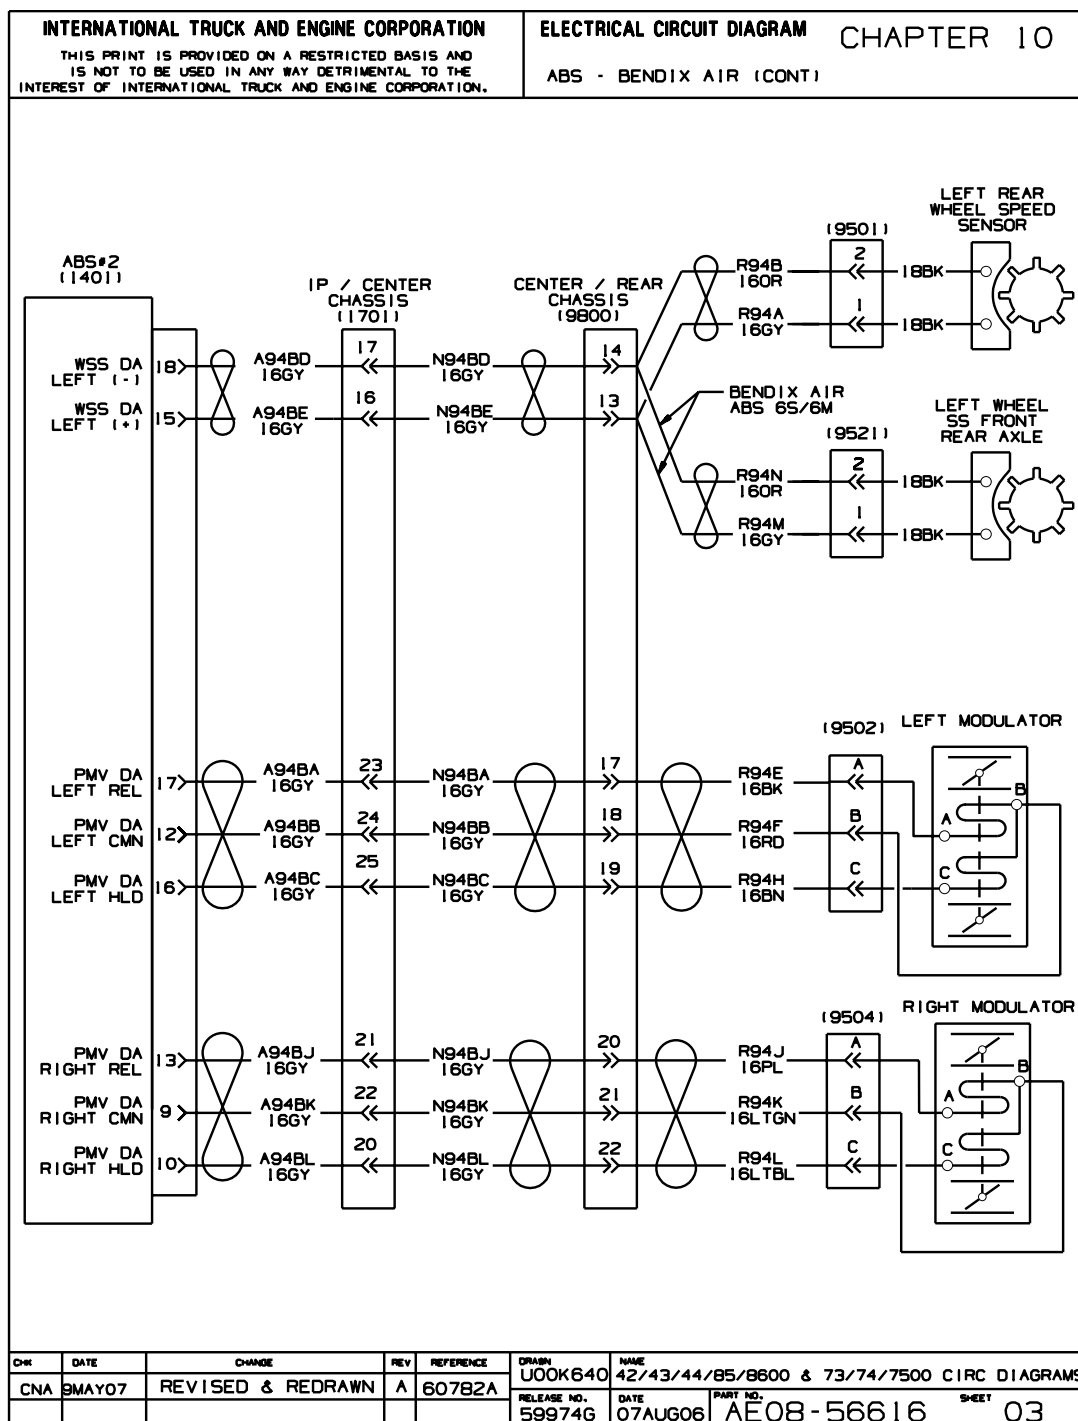 INTERNATIONAL TRUCK AND ENGINE CORPORATION
THIS PRINT IS PROVIDED ON A RESTRICTED BASIS AND
IS NOT TO BE USED IN ANY WAY DETRIMENTAL TO THE
INTEREST OF INTERNATIONAL TRUCK AND ENGINE CORPORATION.
ELECTRICAL CIRCUIT DIAGRAM
CHAPTER 10
ABS - BENDIX AIR (CONT)
LEFT REAR
WHEEL SPEED
SENSOR
(9501)
2
R94B
16OR
18BK
1
R94A
16GY
18BK
ABS#2
(1401)
IP / CENTER
CHASSIS
(1701)
CENTER / REAR
CHASSIS
(9800)
WSS DA
LEFT (-)
18
A94BD
16GY
17
N94BD
16GY
14
WSS DA
LEFT (+)
15
A94BE
16GY
16
N94BE
16GY
13
BENDIX AIR
ABS 6S/6M
LEFT WHEEL
SS FRONT
REAR AXLE
(9521)
2
R94N
16OR
18BK
1
R94M
16GY
18BK
(9502)
LEFT MODULATOR
PMV DA
LEFT REL
17
A94BA
16GY
23
N94BA
16GY
17
R94E
16BK
A
B
A
PMV DA
LEFT CMN
12
A94BB
16GY
24
N94BB
16GY
18
R94F
16RD
B
PMV DA
LEFT HLD
16
A94BC
16GY
25
N94BC
16GY
19
R94H
16BN
C
C
(9504)
RIGHT MODULATOR
PMV DA
RIGHT REL
13
A94BJ
16GY
21
N94BJ
16GY
20
R94J
16PL
A
B
A
PMV DA
RIGHT CMN
9
A94BK
16GY
22
N94BK
16GY
21
R94K
16LTGN
B
PMV DA
RIGHT HLD
10
A94BL
16GY
20
N94BL
16GY
22
R94L
16LTBL
C
C
CHK DATE CHANGE REV REFERENCE
CNA 9MAY07 REVISED & REDRAWN A 60782A
DRAWN U00K640 NAME 42/43/44/85/8600 & 73/74/7500 CIRC DIAGRAMS
RELEASE NO. 59974G DATE 07AUG06 PART NO. AE08-56616 SHEET 03